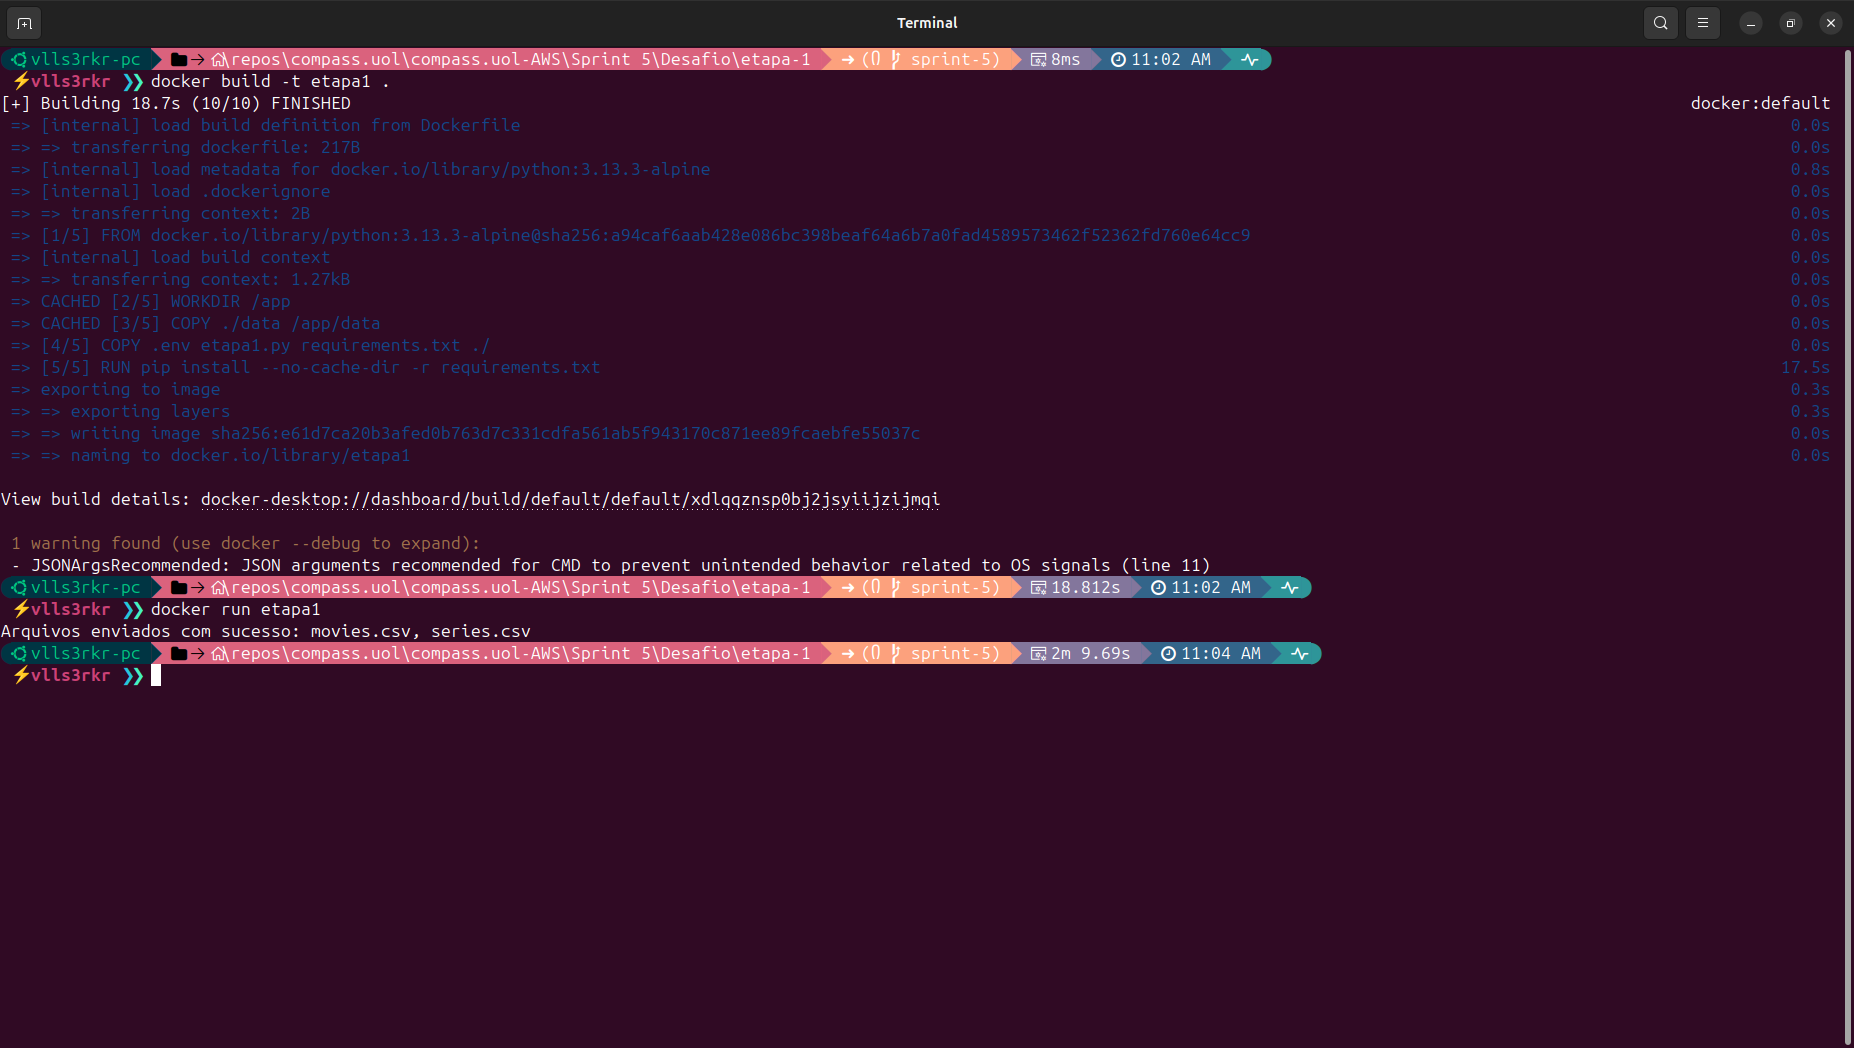 Terminal
vlls3rkr-pc → \repos\compass.uol\compass.uol-AWS\Sprint 5\Desafio\etapa-1 → ( sprint-5) 8ms 11:02 AM
⚡vlls3rkr ❯❯ docker build -t etapa1 .
[+] Building 18.7s (10/10) FINISHED docker:default
=> [internal] load build definition from Dockerfile 0.0s
=> => transferring dockerfile: 217B 0.0s
=> [internal] load metadata for docker.io/library/python:3.13.3-alpine 0.8s
=> [internal] load .dockerignore 0.0s
=> => transferring context: 2B 0.0s
=> [1/5] FROM docker.io/library/python:3.13.3-alpine@sha256:a94caf6aab428e086bc398beaf64a6b7a0fad4589573462f52362fd760e64cc9 0.0s
=> [internal] load build context 0.0s
=> => transferring context: 1.27kB 0.0s
=> CACHED [2/5] WORKDIR /app 0.0s
=> CACHED [3/5] COPY ./data /app/data 0.0s
=> [4/5] COPY .env etapa1.py requirements.txt ./ 0.0s
=> [5/5] RUN pip install --no-cache-dir -r requirements.txt 17.5s
=> exporting to image 0.3s
=> => exporting layers 0.3s
=> => writing image sha256:e61d7ca20b3afed0b763d7c331cdfa561ab5f943170c871ee89fcaebfe55037c 0.0s
=> => naming to docker.io/library/etapa1 0.0s
View build details: docker-desktop://dashboard/build/default/default/xdlqqznsp0bj2jsyiijzijmqi
1 warning found (use docker --debug to expand):
- JSONArgsRecommended: JSON arguments recommended for CMD to prevent unintended behavior related to OS signals (line 11)
vlls3rkr-pc → \repos\compass.uol\compass.uol-AWS\Sprint 5\Desafio\etapa-1 → ( sprint-5) 18.812s 11:02 AM
⚡vlls3rkr ❯❯ docker run etapa1
Arquivos enviados com sucesso: movies.csv, series.csv
vlls3rkr-pc → \repos\compass.uol\compass.uol-AWS\Sprint 5\Desafio\etapa-1 → ( sprint-5) 2m 9.69s 11:04 AM
⚡vlls3rkr ❯❯